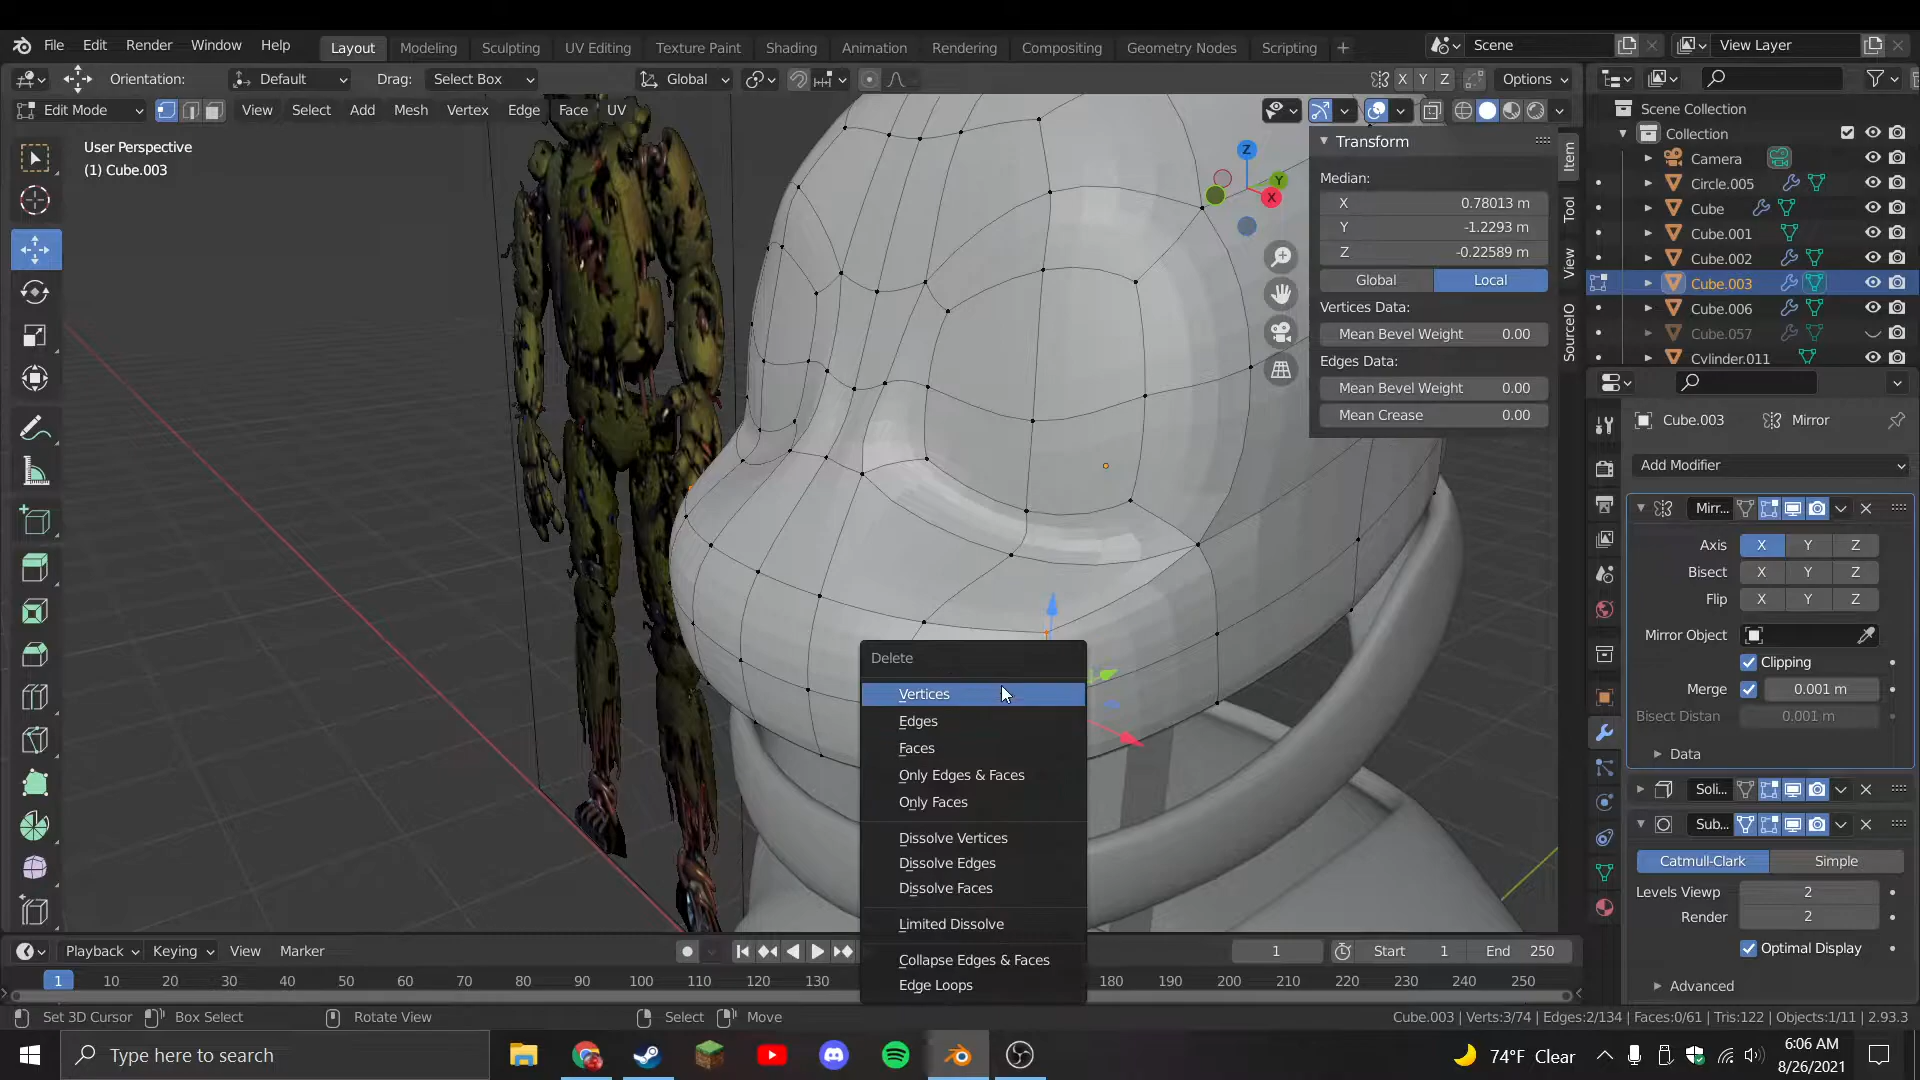 File Edit Render Window Help Layout Modeling Sculpting UV Editing Texture Paint Shading Animation Rendering Compositing Geometry Nodes Scripting + Scene View Layer
Orientation: Default Drag: Select Box Global X Y Z Options
Edit Mode View Select Add Mesh Vertex Edge Face UV
User Perspective
(1) Cube.003
Z
Y
X
Transform
Median:
X 0.78013 m
Y -1.2293 m
Z -0.22589 m
Global Local
Vertices Data:
Mean Bevel Weight 0.00
Edges Data:
Mean Bevel Weight 0.00
Mean Crease 0.00
Item
Tool
View
SourceIO
Scene Collection
Collection
Camera
Circle.005
Cube
Cube.001
Cube.002
Cube.003
Cube.006
Cube.057
Cylinder.011
Cube.003 Mirror
Add Modifier
Mirr...
Axis X Y Z
Bisect X Y Z
Flip X Y Z
Mirror Object
Clipping
Merge 0.001 m
Bisect Distan 0.001 m
Data
Soli...
Sub...
Catmull-Clark Simple
Levels Viewp 2
Render 2
Optimal Display
Advanced
Delete
Vertices
Edges
Faces
Only Edges & Faces
Only Faces
Dissolve Vertices
Dissolve Edges
Dissolve Faces
Limited Dissolve
Collapse Edges & Faces
Edge Loops
Playback Keying View Marker 1 Start 1 End 250
1 10 20 30 40 50 60 70 80 90 100 110 120 130 180 190 200 210 220 230 240 250
Set 3D Cursor Box Select Rotate View Select Move Cube.003 | Verts:3/74 | Edges:2/134 | Faces:0/61 | Tris:122 | Objects:1/11 | 2.93.3
Type here to search 74°F Clear 6:06 AM
8/26/2021